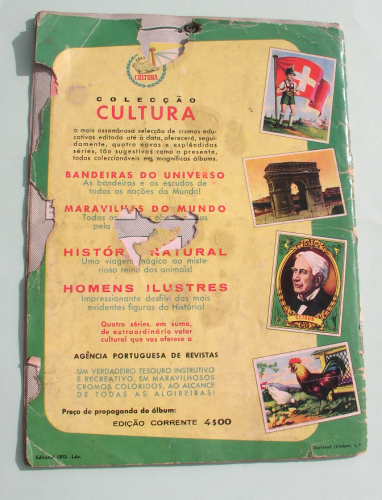 CULTURA
COLECÇÃO
CULTURA
a mais assombrosa selecção de cromos edu-
cativos editada até à data, oferecerá, segui-
damente, quatro novas e esplêndidas
séries, tão sugestivas como a presente,
todas coleccionáveis em magníficos álbuns.
BANDEIRAS DO UNIVERSO
As bandeiras e os escudos de
todas as nações do Mundo!
MARAVILHAS DO MUNDO
Todas as
pela
HISTÓR NATURAL
Uma viagem mágica ao miste-
rioso reino dos animais!
HOMENS ILUSTRES
Impressionante desfile das mais
evidentes figuras da História!
Quatro séries, em suma,
de extraordinário valor
cultural que vos oferece a
AGÊNCIA PORTUGUESA DE REVISTAS
UM VERDADEIRO TESOURO INSTRUTIVO
E RECREATIVO, EM MARAVILHOSOS
CROMOS COLORIDOS, AO ALCANCE
DE TODAS AS ALGIBEIRAS!
Preço de propaganda do álbum:
EDIÇÃO CORRENTE 4$00
EDISON